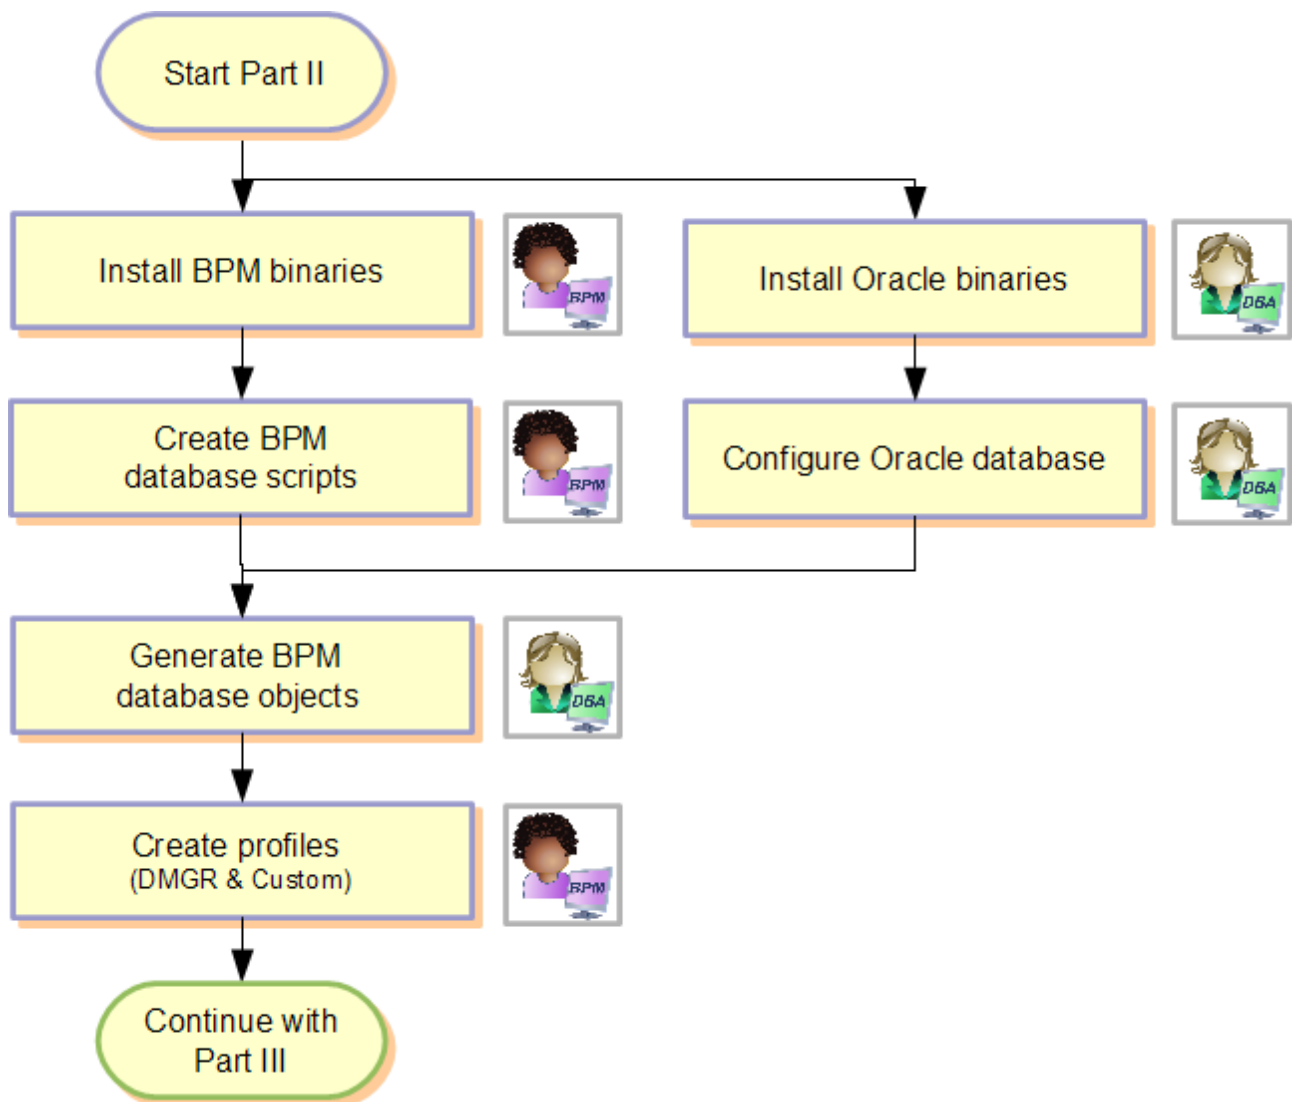 Start Part II
Install BPM binaries
BPM
Install Oracle binaries
DBA
Create BPM
database scripts
BPM
Configure Oracle database
DBA
Generate BPM
database objects
DBA
Create profiles
(DMGR & Custom)
BPM
Continue with
Part III